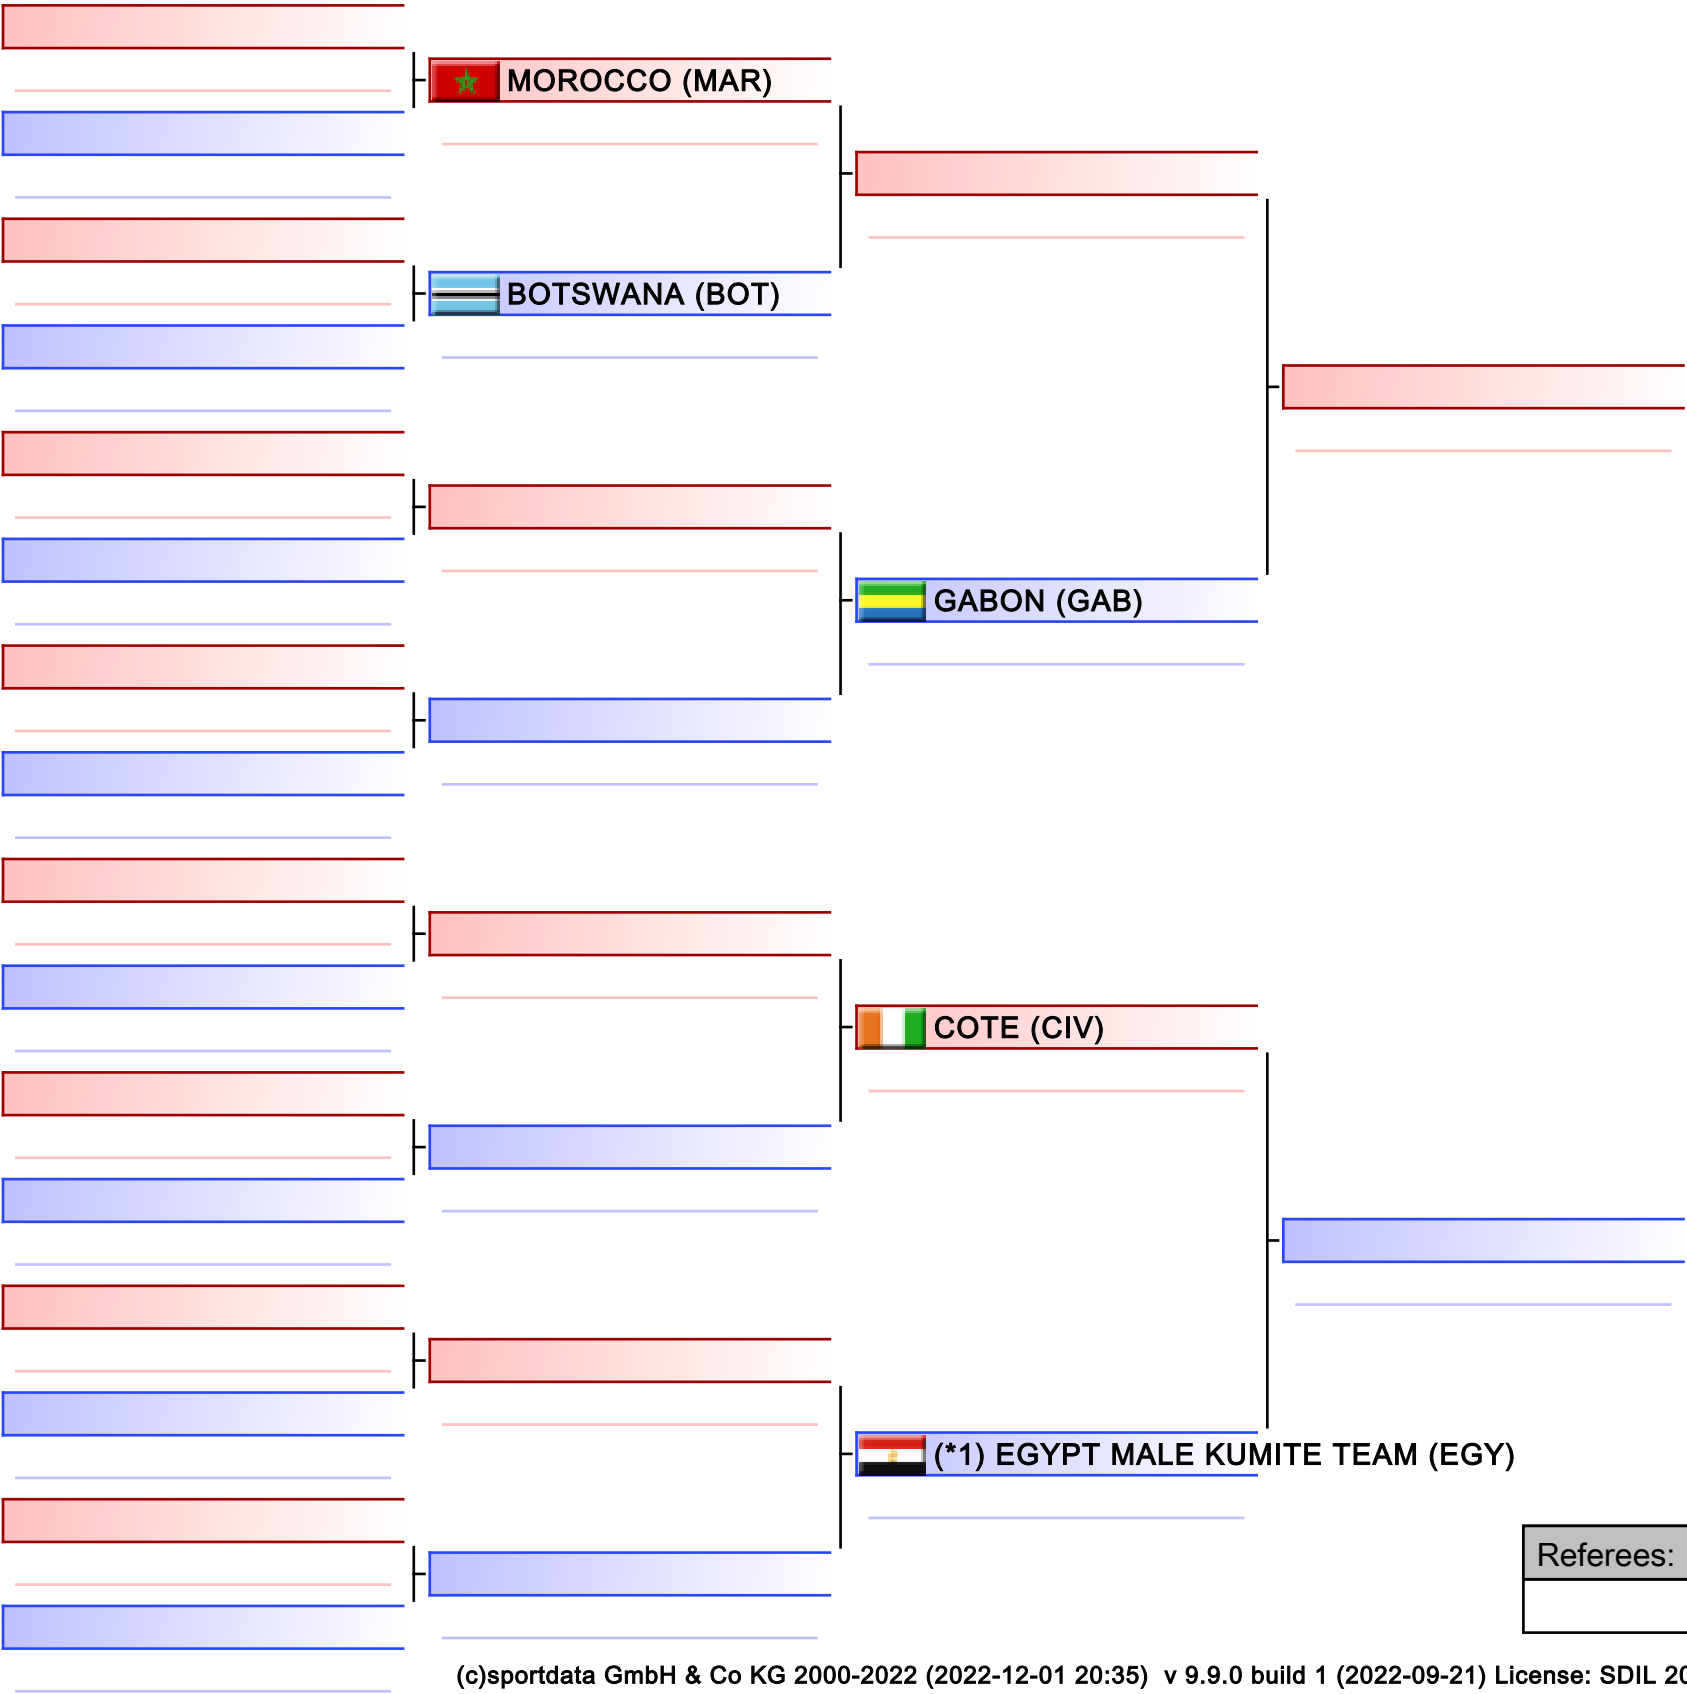 MOROCCO (MAR)
BOTSWANA (BOT)
GABON (GAB)
COTE (CIV)
(*1) EGYPT MALE KUMITE TEAM (EGY)
Referees:
(c)sportdata GmbH & Co KG 2000-2022 (2022-12-01 20:35) v 9.9.0 build 1 (2022-09-21) License: SDIL 20